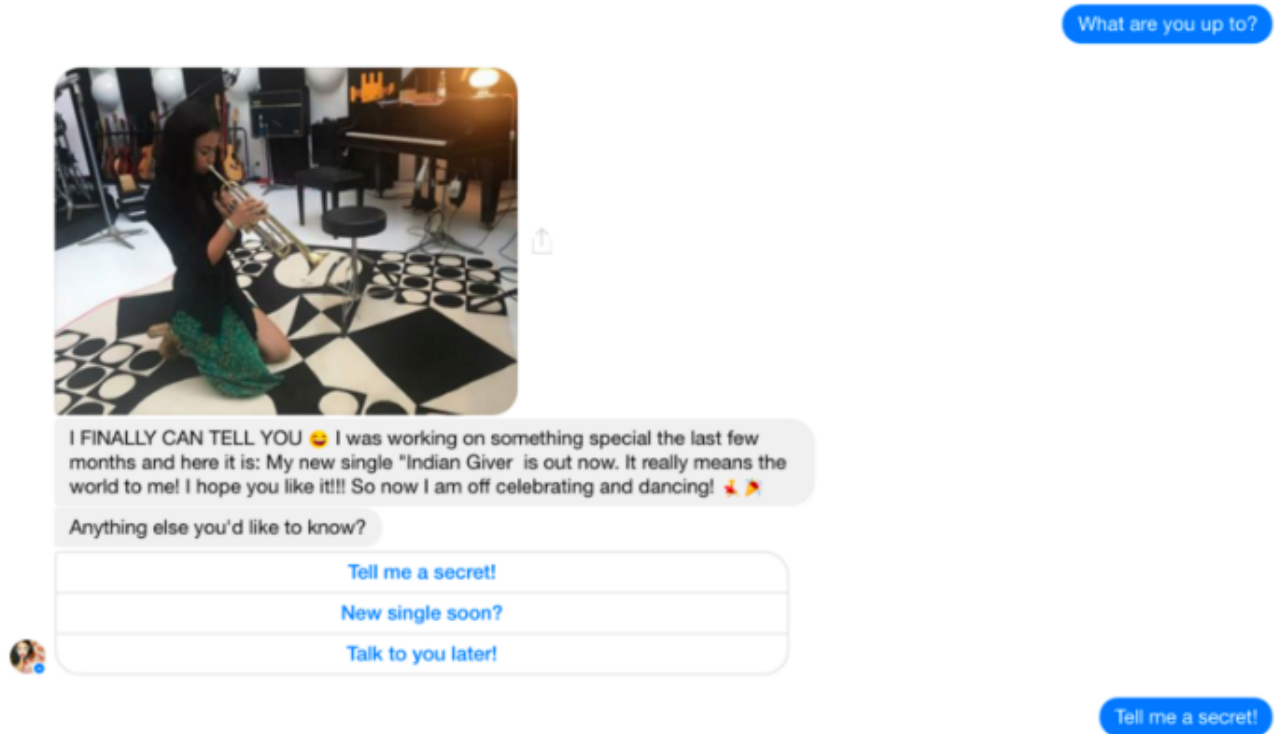 What are you up to?
I FINALLY CAN TELL YOU 😄 I was working on something special the last few
months and here it is: My new single "Indian Giver  is out now. It really means the
world to me! I hope you like it!!! So now I am off celebrating and dancing! 💃 🎉
Anything else you'd like to know?
Tell me a secret!
New single soon?
Talk to you later!
Tell me a secret!